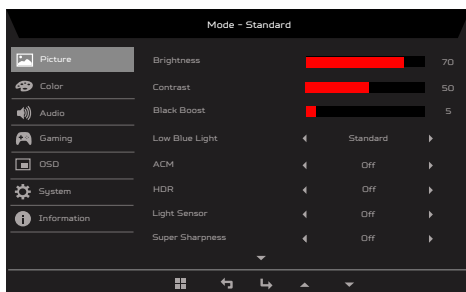 Mode - Standard
Picture
Color
Audio
Gaming
OSD
System
Information
Brightness 70
Contrast 50
Black Boost 5
Low Blue Light Standard
ACM Off
HDR Off
Light Sensor Off
Super Sharpness Off